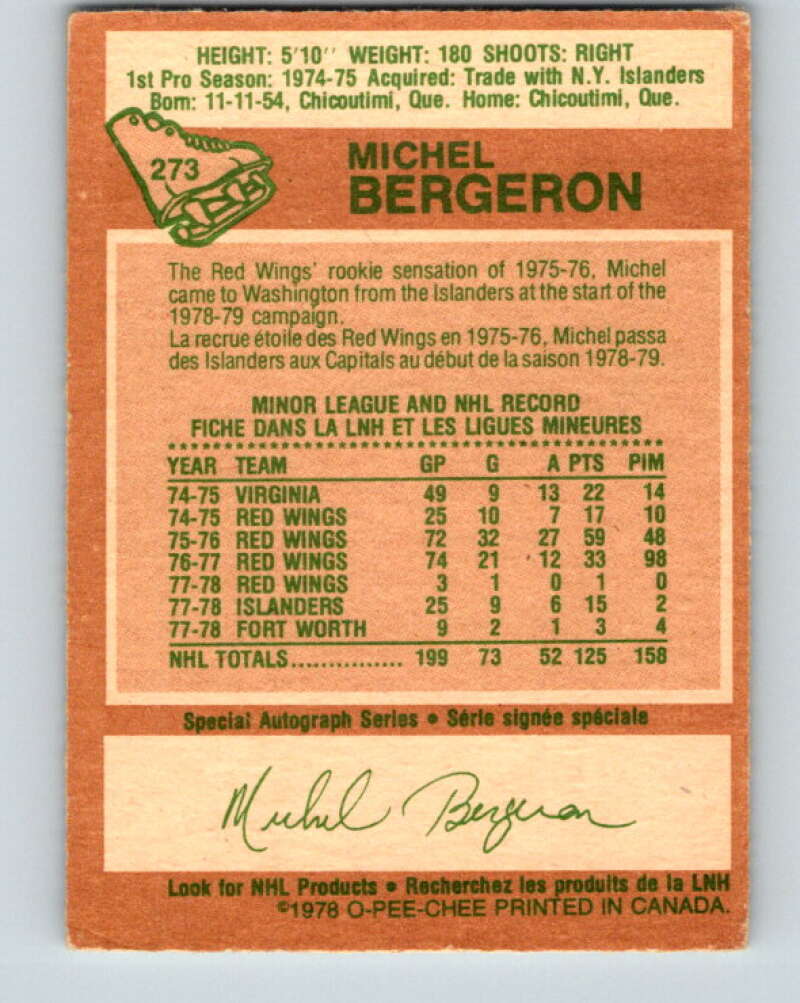 HEIGHT: 5'10'' WEIGHT: 180 SHOOTS: RIGHT
1st Pro Season: 1974-75 Acquired: Trade with N.Y. Islanders
Born: 11-11-54, Chicoutimi, Que. Home: Chicoutimi, Que.
273
MICHEL
BERGERON
The Red Wings' rookie sensation of 1975-76, Michel
came to Washington from the Islanders at the start of the
1978-79 campaign.
La recrue étoile des Red Wings en 1975-76, Michel passa
des Islanders aux Capitals au début de la saison 1978-79.
MINOR LEAGUE AND NHL RECORD
FICHE DANS LA LNH ET LES LIGUES MINEURES
YEAR TEAM GP G A PTS PIM
74-75 VIRGINIA 49 9 13 22 14
74-75 RED WINGS 25 10 7 17 10
75-76 RED WINGS 72 32 27 59 48
76-77 RED WINGS 74 21 12 33 98
77-78 RED WINGS 3 1 0 1 0
77-78 ISLANDERS 25 9 6 15 2
77-78 FORT WORTH 9 2 1 3 4
NHL TOTALS............... 199 73 52 125 158
Special Autograph Series • Série signée spéciale
Michel Bergeron
Look for NHL Products • Recherchez les produits de la LNH
©1978 O-PEE-CHEE PRINTED IN CANADA.